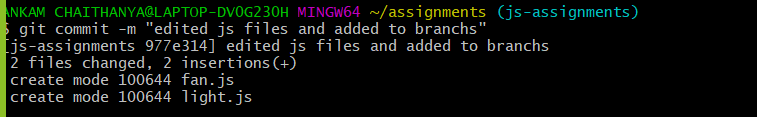 ANKAM CHAITHANYA@LAPTOP-DVOG23OH MINGW64 ~/assignments (js-assignments)
$ git commit -m "edited js files and added to branchs"
[js-assignments 977e314] edited js files and added to branchs
2 files changed, 2 insertions(+)
create mode 100644 fan.js
create mode 100644 light.js